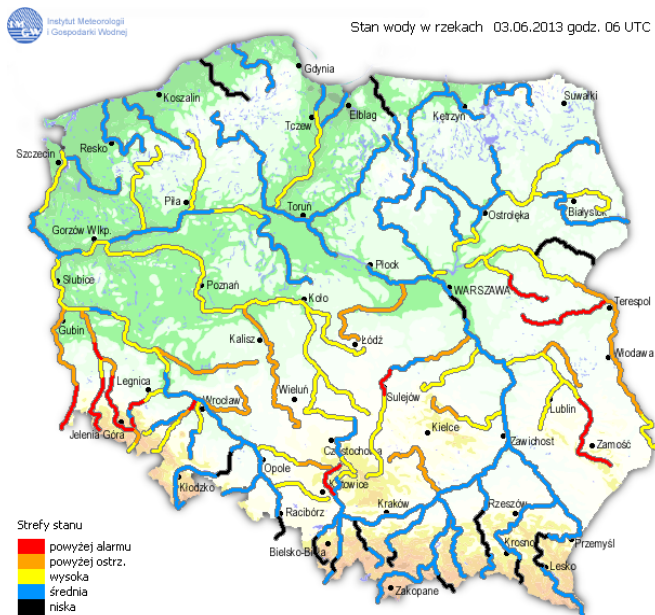 IMGW
Instytut Meteorologii
i Gospodarki Wodnej
Stan wody w rzekach 03.06.2013 godz. 06 UTC
Gdynia
Koszalin
Suwałki
Elbląg
Kętrzyn
Tczew
Resko
Szczecin
Piła
Białystok
Toruń
Ostrołęka
Gorzów Wlkp.
Płock
Słubice
Poznań
WARSZAWA
Koło
Terespol
Gubin
Kalisz
Łódź
Włodawa
Legnica
Wieluń
Sulejów
Wrocław
Lublin
Jelenia Góra
Kielce
Zawichost
Zamość
Częstochowa
Opole
Kłodzko
Katowice
Racibórz
Kraków
Rzeszów
Strefy stanu
Bielsko-Biała
Krosno
Przemyśl
powyżej alarmu
Lesko
powyżej ostrz.
wysoka
Zakopane
średnia
niska